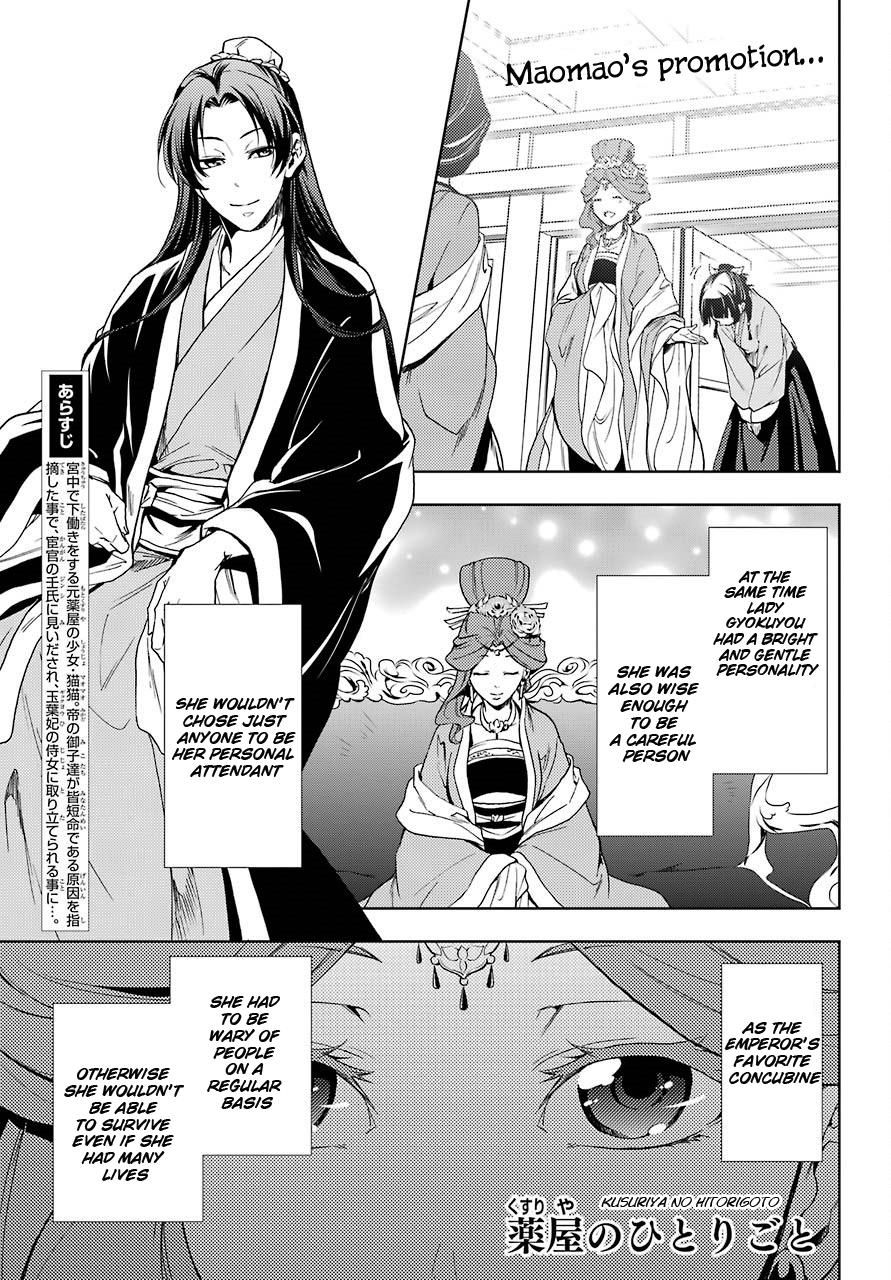 Maomao's promotion...
AT THE
SAME TIME
LADY
GYOKUYOU
HAD A BRIGHT
AND GENTLE
PERSONALITY
SHE WAS
ALSO WISE
ENOUGH
TO BE
A CAREFUL
PERSON
SHE WOULDN'T
CHOSE JUST
ANYONE TO BE
HER PERSONAL
ATTENDANT
あらすじ
宮中で下働きをする元薬屋の少女・猫猫。帝の御子達が皆短命である原因を指
摘した事で、宦官の壬氏に見いだされ、玉葉妃の侍女に取り立てられる事に…。
AS THE
EMPEROR'S
FAVORITE
CONCUBINE
SHE HAD
TO BE
WARY OF
PEOPLE
ON A
REGULAR
BASIS
OTHERWISE
SHE WOULDN'T
BE ABLE
TO SURVIVE
EVEN IF SHE
HAD MANY
LIVES
KUSURIYA NO HITORIGOTO
くすり や
薬屋のひとりごと